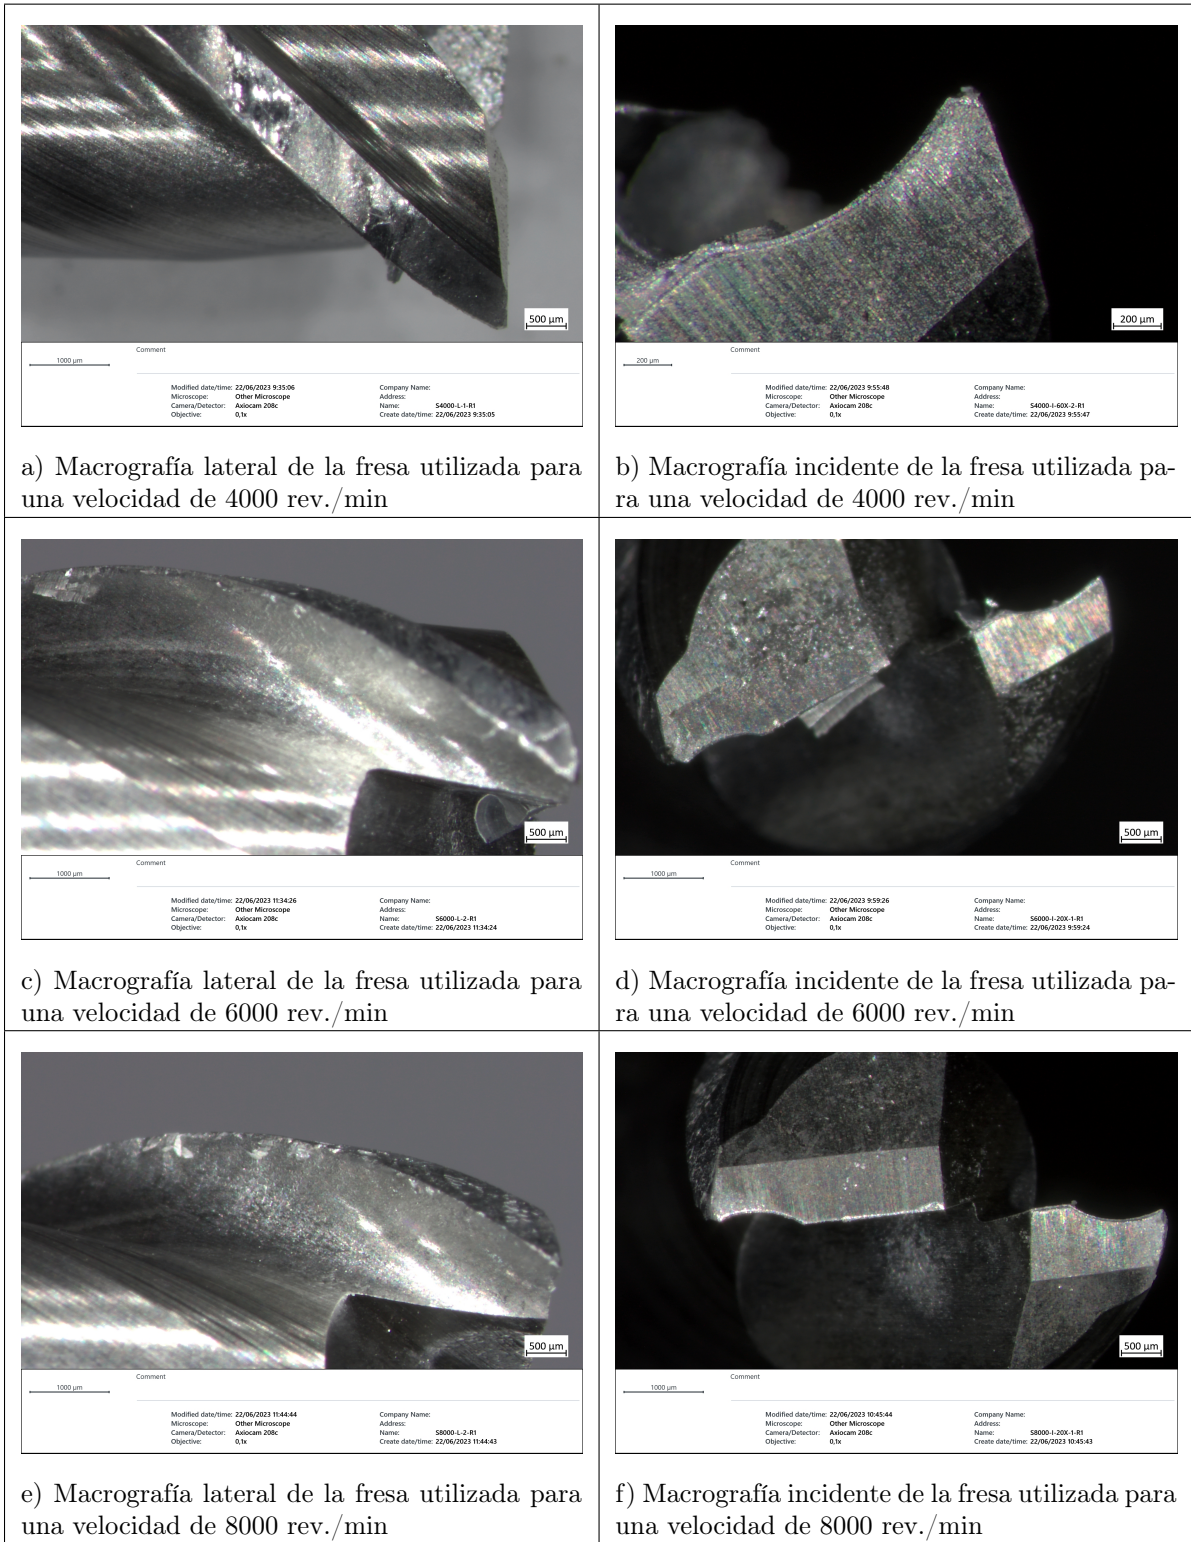 500 µm
1000 µm
Comment
Modified date/time: 22/06/2023 9:35:06
Microscope: Other Microscope
Camera/Detector: Axiocam 208c
Objective: 0,1x
Company Name:
Address:
Name: S4000-L-1-R1
Create date/time: 22/06/2023 9:35:05
a) Macrografía lateral de la fresa utilizada para
una velocidad de 4000 rev./min
200 µm
200 µm
Comment
Modified date/time: 22/06/2023 9:55:48
Microscope: Other Microscope
Camera/Detector: Axiocam 208c
Objective: 0,1x
Company Name:
Address:
Name: S4000-I-60X-2-R1
Create date/time: 22/06/2023 9:55:47
b) Macrografía incidente de la fresa utilizada pa-
ra una velocidad de 4000 rev./min
500 µm
1000 µm
Comment
Modified date/time: 22/06/2023 11:34:26
Microscope: Other Microscope
Camera/Detector: Axiocam 208c
Objective: 0,1x
Company Name:
Address:
Name: S6000-L-2-R1
Create date/time: 22/06/2023 11:34:24
c) Macrografía lateral de la fresa utilizada para
una velocidad de 6000 rev./min
500 µm
1000 µm
Comment
Modified date/time: 22/06/2023 9:59:26
Microscope: Other Microscope
Camera/Detector: Axiocam 208c
Objective: 0,1x
Company Name:
Address:
Name: S6000-I-20X-1-R1
Create date/time: 22/06/2023 9:59:24
d) Macrografía incidente de la fresa utilizada pa-
ra una velocidad de 6000 rev./min
500 µm
1000 µm
Comment
Modified date/time: 22/06/2023 11:44:44
Microscope: Other Microscope
Camera/Detector: Axiocam 208c
Objective: 0,1x
Company Name:
Address:
Name: S8000-L-2-R1
Create date/time: 22/06/2023 11:44:43
e) Macrografía lateral de la fresa utilizada para
una velocidad de 8000 rev./min
500 µm
1000 µm
Comment
Modified date/time: 22/06/2023 10:45:44
Microscope: Other Microscope
Camera/Detector: Axiocam 208c
Objective: 0,1x
Company Name:
Address:
Name: S8000-I-20X-1-R1
Create date/time: 22/06/2023 10:45:43
f) Macrografía incidente de la fresa utilizada para
una velocidad de 8000 rev./min